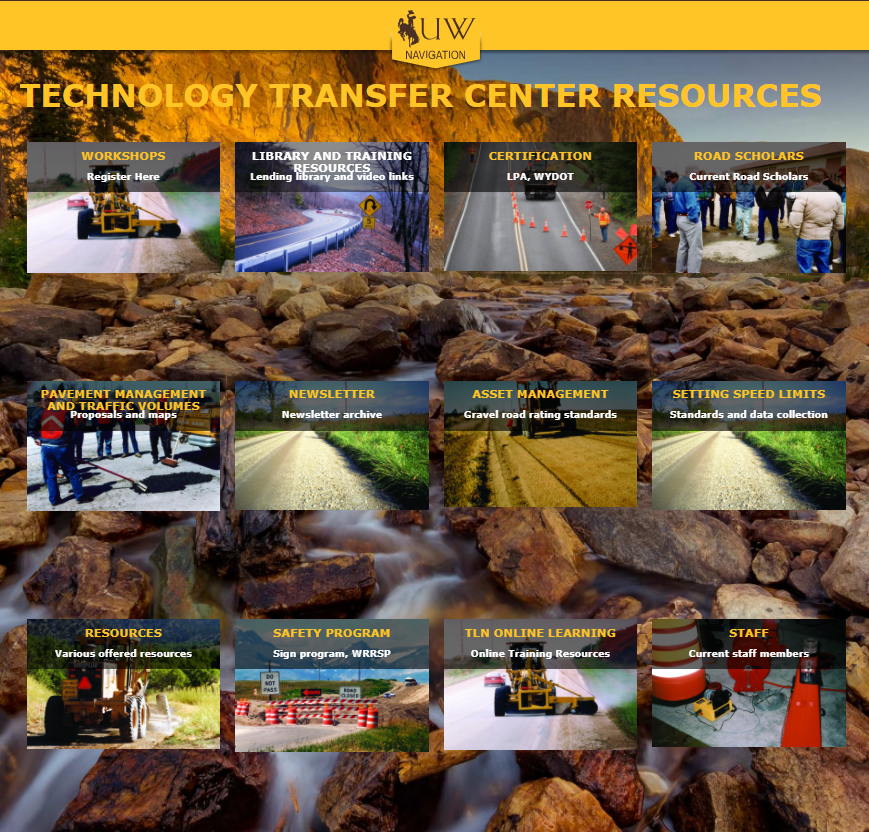 UW
NAVIGATION
TECHNOLOGY TRANSFER CENTER RESOURCES
WORKSHOPS
Register Here
LIBRARY AND TRAINING
RESOURCES
Lending library and video links
CERTIFICATION
LPA, WYDOT
ROAD SCHOLARS
Current Road Scholars
PAVEMENT MANAGEMENT
AND TRAFFIC VOLUMES
Proposals and maps
NEWSLETTER
Newsletter archive
ASSET MANAGEMENT
Gravel road rating standards
SETTING SPEED LIMITS
Standards and data collection
RESOURCES
Various offered resources
SAFETY PROGRAM
Sign program, WRRSP
DO
NOT
PASS
ROAD
CLOSED
TLN ONLINE LEARNING
Online Training Resources
STAFF
Current staff members